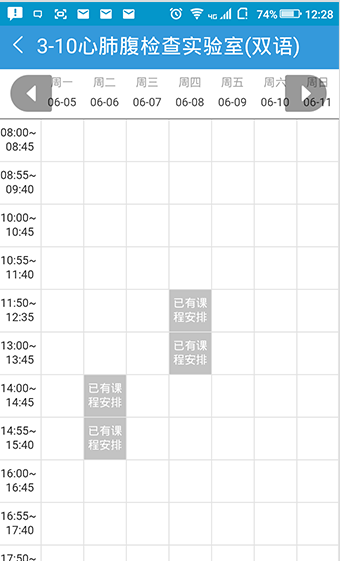 4G 74% 12:28
3-10心肺腹检查实验室(双语)
周一 周二 周三 周四 周五 周六 周日
06-05 06-06 06-07 06-08 06-09 06-10 06-11
08:00~
08:45
08:55~
09:40
10:00~
10:45
10:55~
11:40
11:50~
12:35
已有课
程安排
13:00~
13:45
已有课
程安排
14:00~
14:45
已有课
程安排
14:55~
15:40
已有课
程安排
16:00~
16:45
16:55~
17:40
17:50~